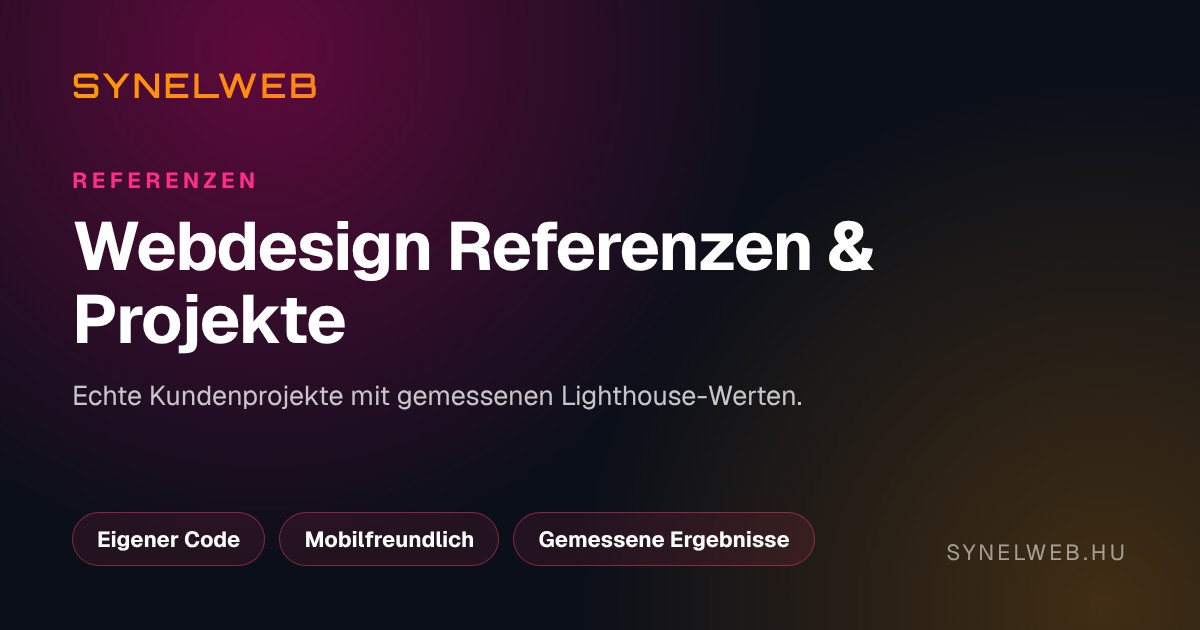 SYNELWEB
REFERENZEN
Webdesign Referenzen &
Projekte
Echte Kundenprojekte mit gemessenen Lighthouse-Werten.
Eigener Code
Mobilfreundlich
Gemessene Ergebnisse
SYNELWEB.HU